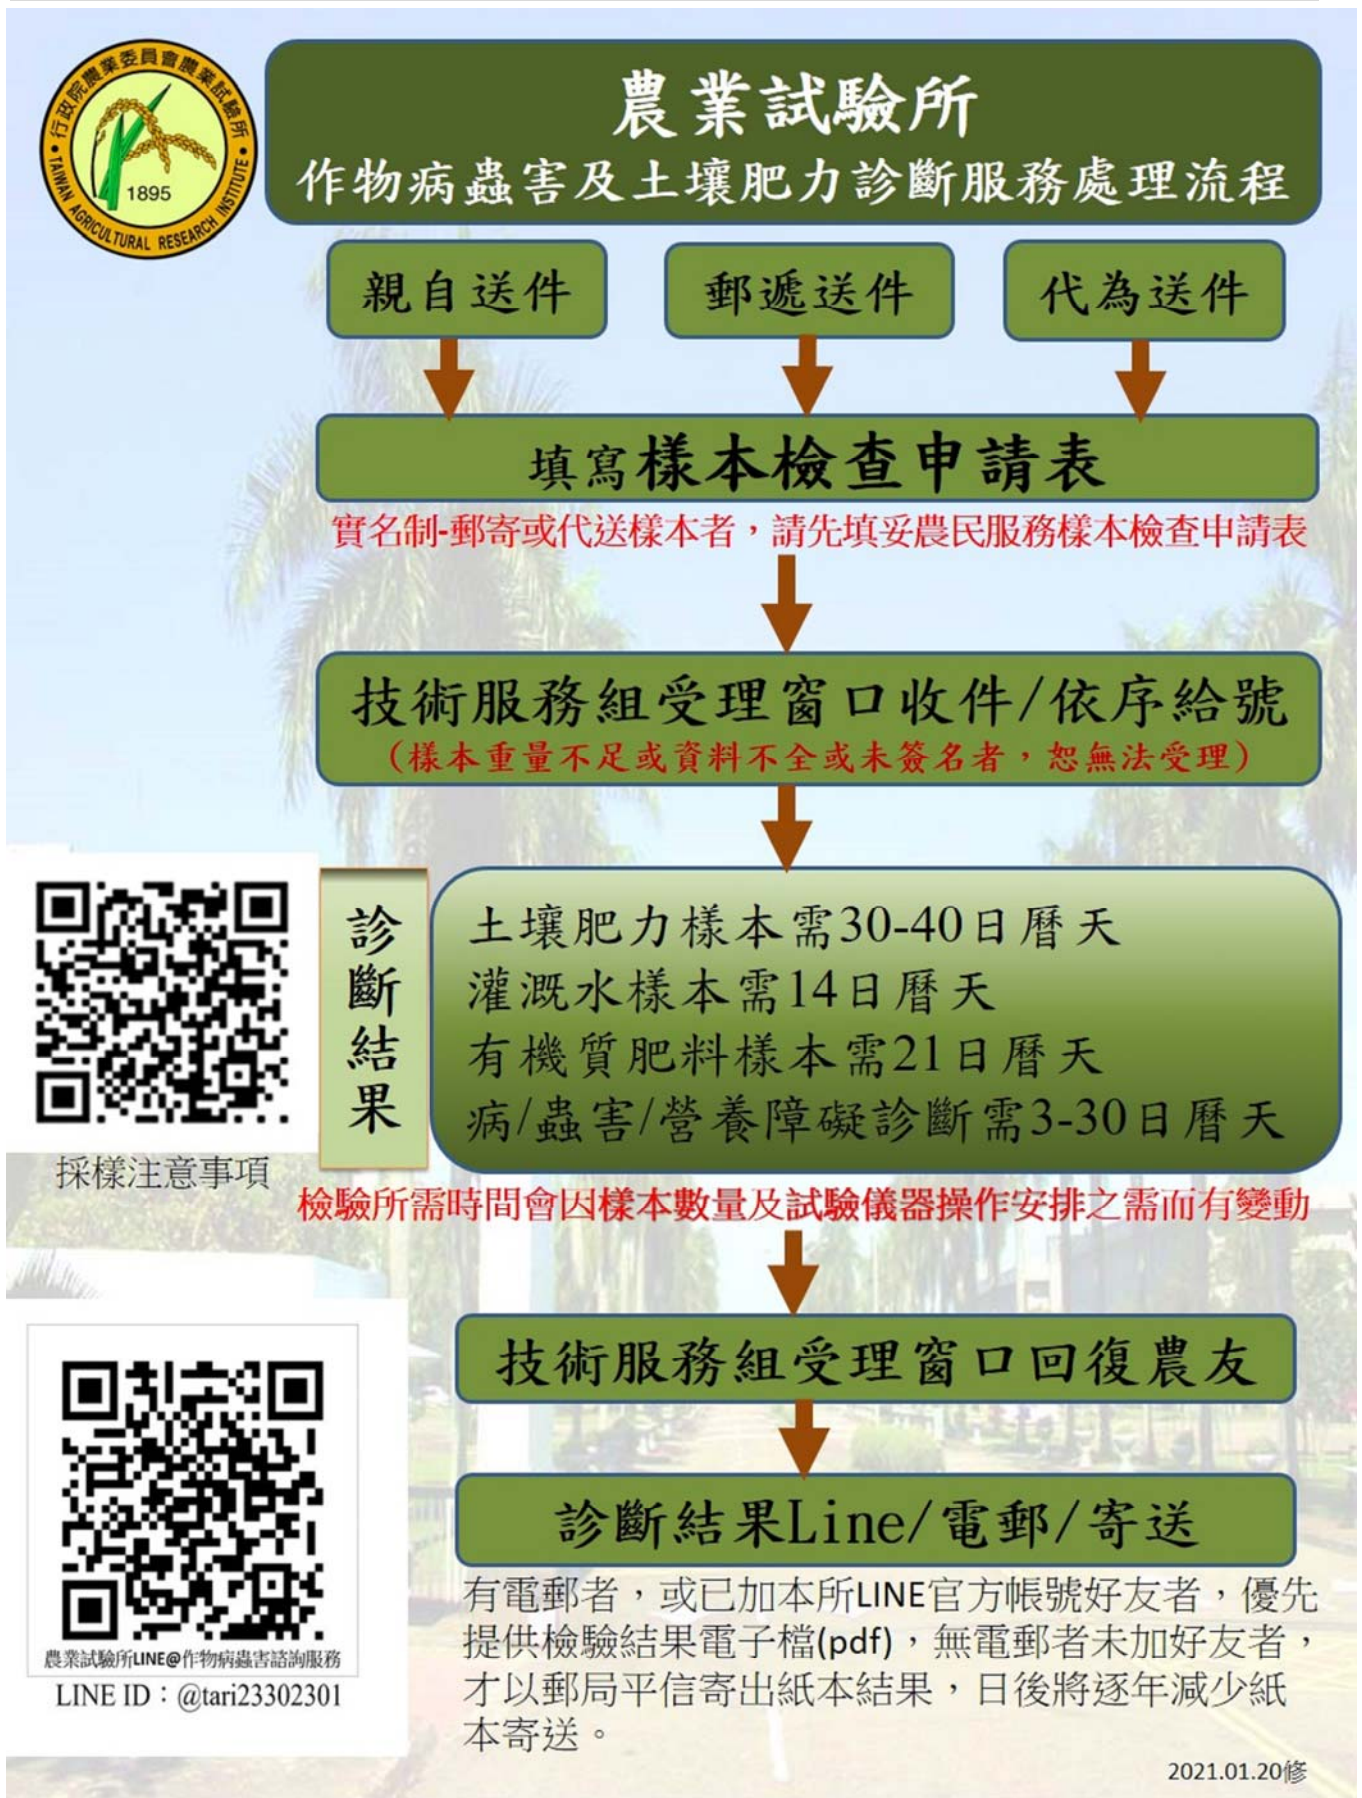 行政院農業委員會農業試驗所
TAIWAN AGRICULTURAL RESEARCH INSTITUTE
1895
農業試驗所
作物病蟲害及土壤肥力診斷服務處理流程
親自送件
郵遞送件
代為送件
填寫樣本檢查申請表
實名制-郵寄或代送樣本者，請先填妥農民服務樣本檢查申請表
技術服務組受理窗口收件/依序給號
(樣本重量不足或資料不全或未簽名者，恕無法受理)
診斷結果
土壤肥力樣本需30-40日曆天
灌溉水樣本需14日曆天
有機質肥料樣本需21日曆天
病/蟲害/營養障礙診斷需3-30日曆天
採樣注意事項
檢驗所需時間會因樣本數量及試驗儀器操作安排之需而有變動
技術服務組受理窗口回復農友
診斷結果Line/電郵/寄送
有電郵者，或已加本所LINE官方帳號好友者，優先
提供檢驗結果電子檔(pdf)，無電郵者未加好友者，
才以郵局平信寄出紙本結果，日後將逐年減少紙
本寄送。
農業試驗所LINE@作物病蟲害諮詢服務
LINE ID：@tari23302301
2021.01.20修